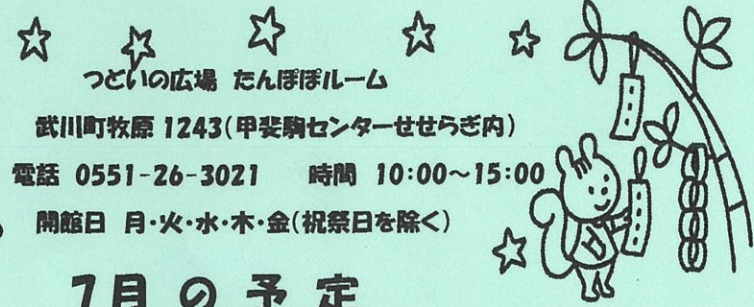 つどいの広場 たんぽぽルーム
武川町牧原 1243(甲斐駒センターせせらぎ内)
電話 0551-26-3021 時間 10:00～15:00
開館日 月・火・水・木・金(祝祭日を除く)
7月の予定